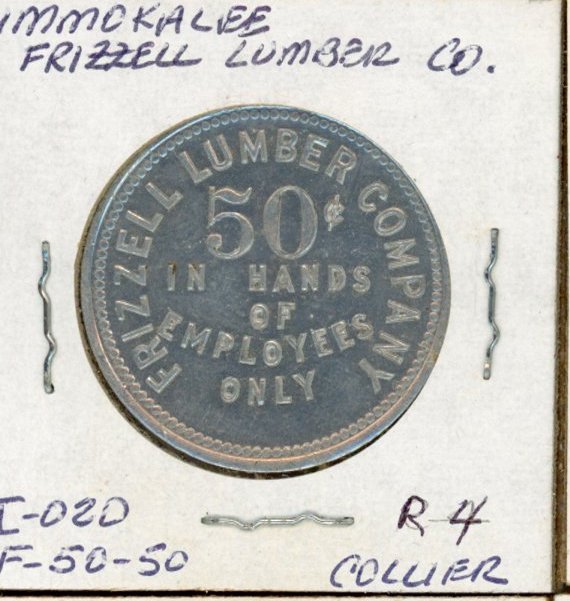 IMMOKALEE
FRIZZELL LUMBER CO.
FRIZZELL LUMBER COMPANY
50¢
IN HANDS
OF
EMPLOYEES
ONLY
I-020 R-4
F-50-50 COLLIER